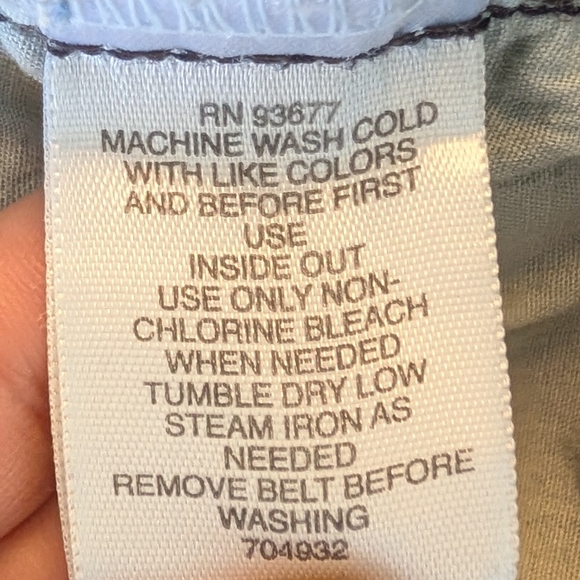 RN 93677
MACHINE WASH COLD
WITH LIKE COLORS
AND BEFORE FIRST
USE
INSIDE OUT
USE ONLY NON-
CHLORINE BLEACH
WHEN NEEDED
TUMBLE DRY LOW
STEAM IRON AS
NEEDED
REMOVE BELT BEFORE
WASHING
704932